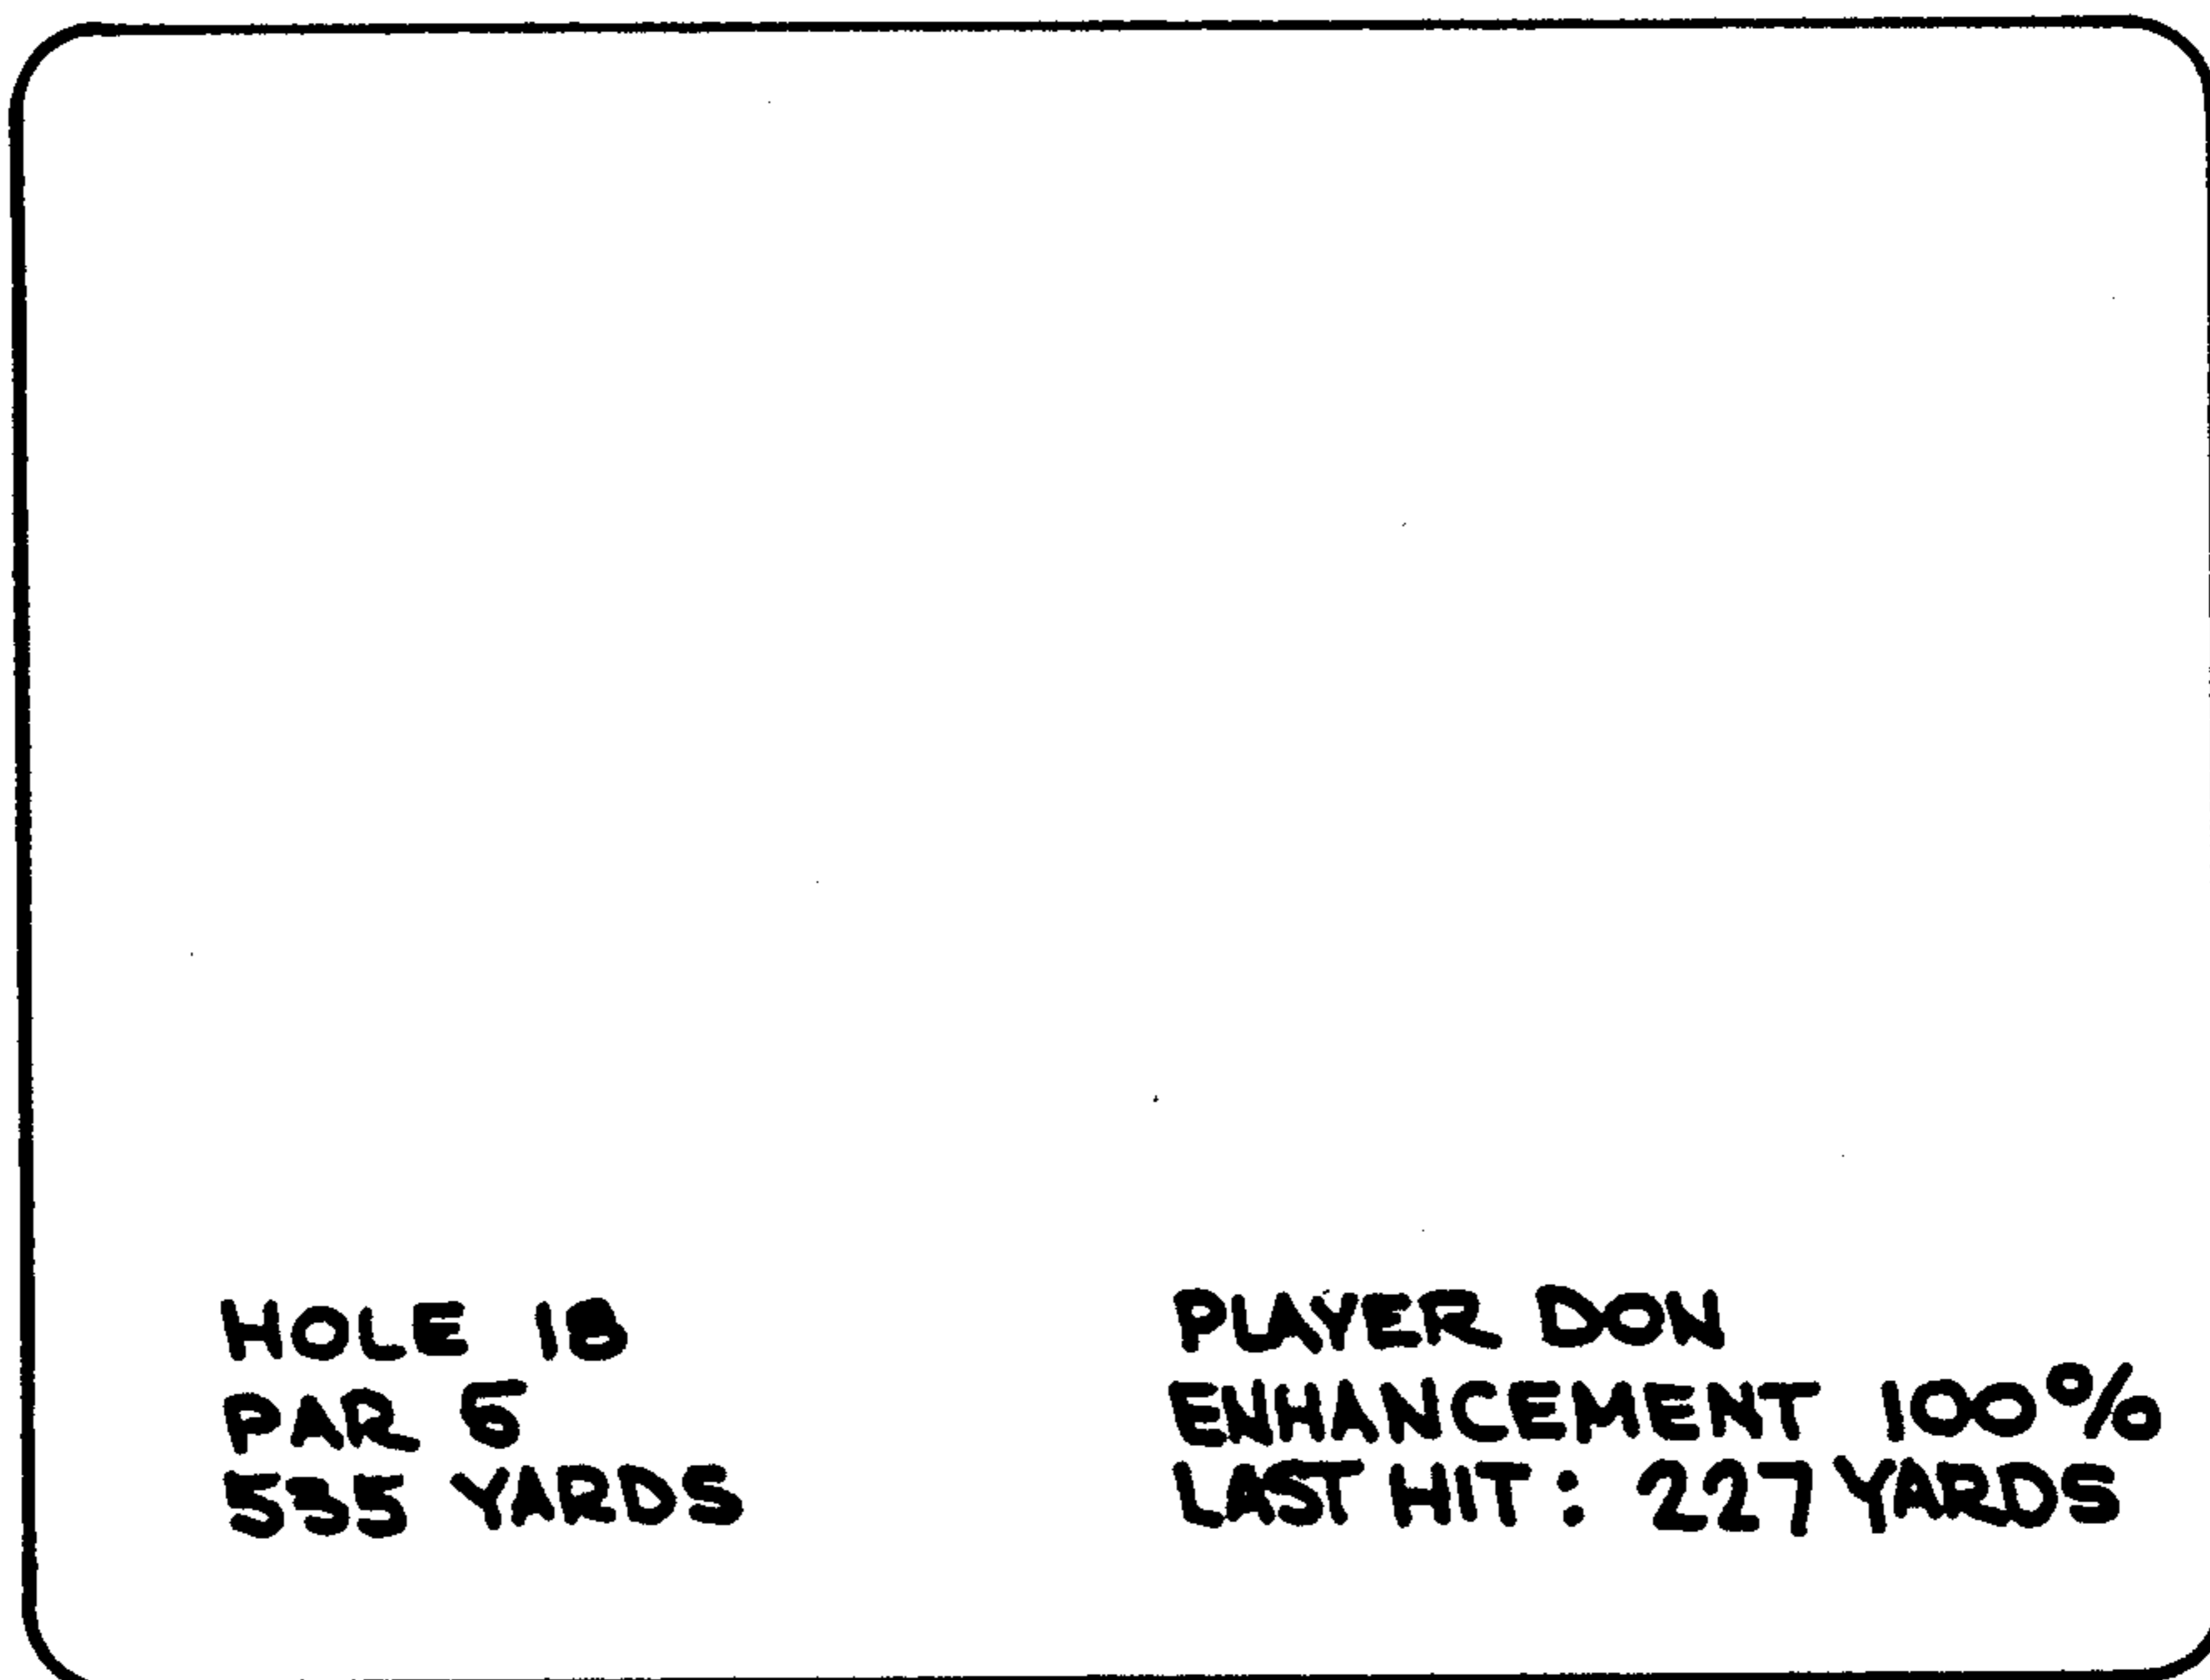 HOLE 18
PAR 5
535 YARDS
PLAYER DON
ENHANCEMENT 100%
LAST HIT: 227 YARDS